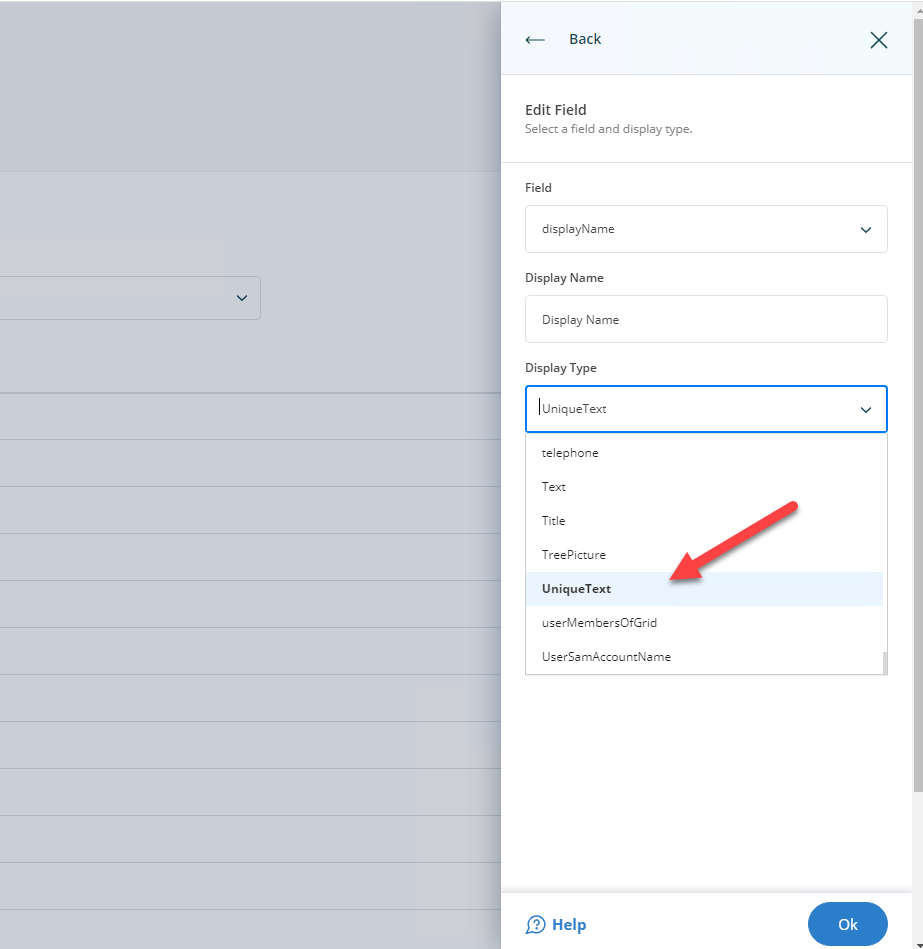 Back
Edit Field
Select a field and display type.
Field
displayName
Display Name
Display Name
Display Type
UniqueText
telephone
Text
Title
TreePicture
UniqueText
userMembersOfGrid
UserSamAccountName
Help
Ok